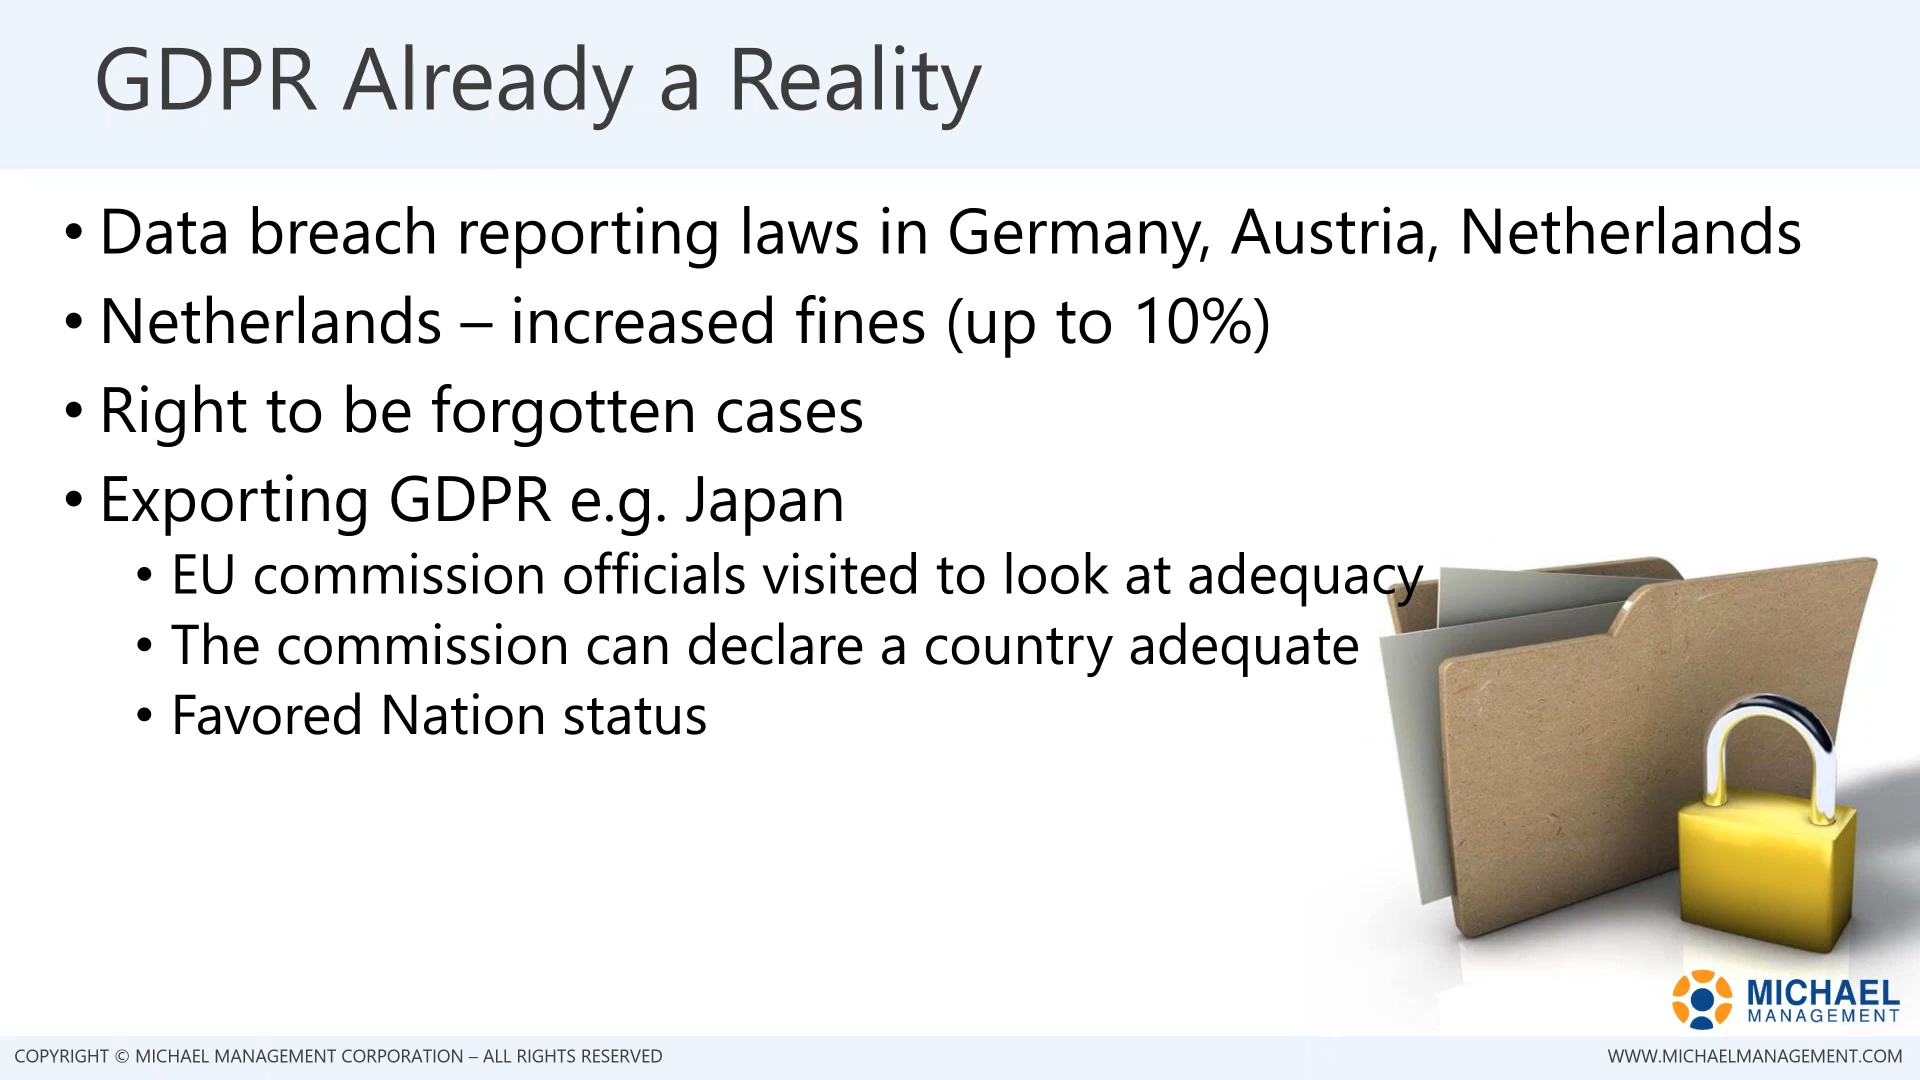 GDPR Already a Reality
• Data breach reporting laws in Germany, Austria, Netherlands
• Netherlands – increased fines (up to 10%)
• Right to be forgotten cases
• Exporting GDPR e.g. Japan
• EU commission officials visited to look at adequacy
• The commission can declare a country adequate
• Favored Nation status
MICHAEL
MANAGEMENT
COPYRIGHT © MICHAEL MANAGEMENT CORPORATION – ALL RIGHTS RESERVED
WWW.MICHAELMANAGEMENT.COM